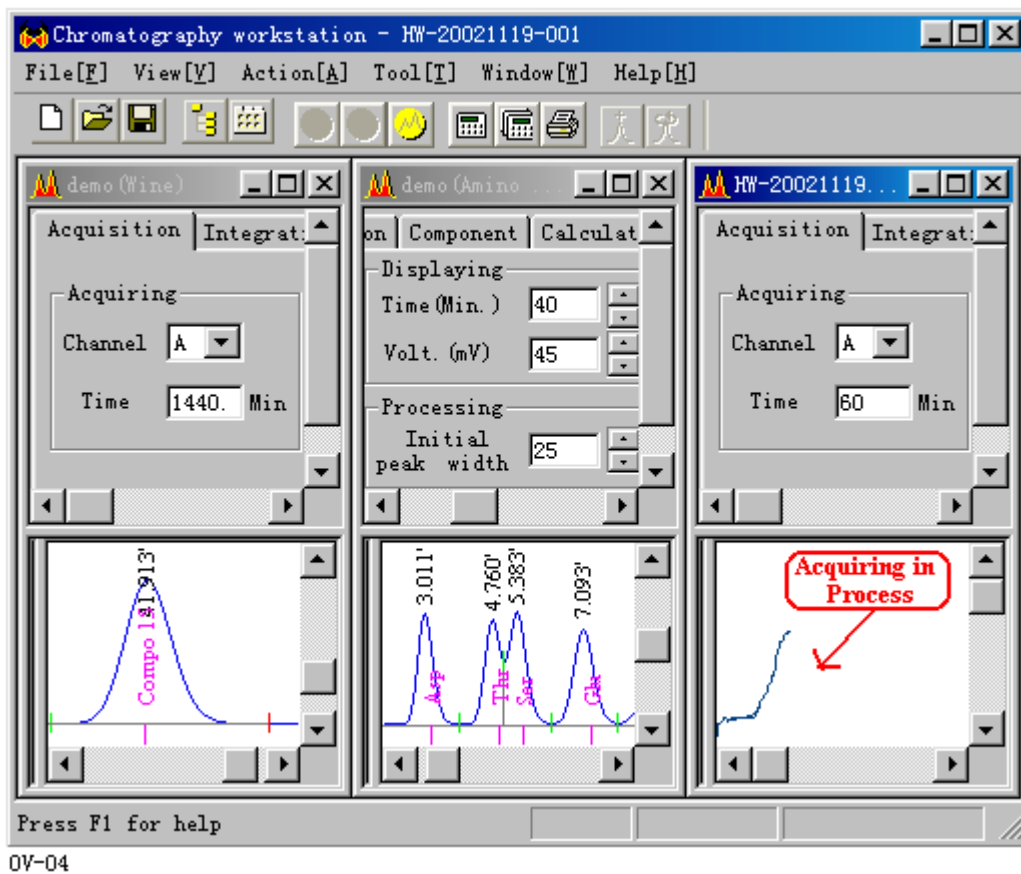 Chromatography workstation - HW-20021119-001
File[F] View[V] Action[A] Tool[T] Window[W] Help[H]
demo(Wine)
Acquisition Integrat
Acquiring
Channel A
Time 1440. Min
demo(Amino ...
on Component Calculat
Displaying
Time(Min.) 40
Volt.(mV) 45
Processing
Initial
peak width 25
HW-20021119...
Acquisition Integrat
Acquiring
Channel A
Time 60 Min
Compo
3.011'
4.760'
5.383'
7.093'
Asp
Thr
Ser
Acquiring in
Process
Press F1 for help
OV-04